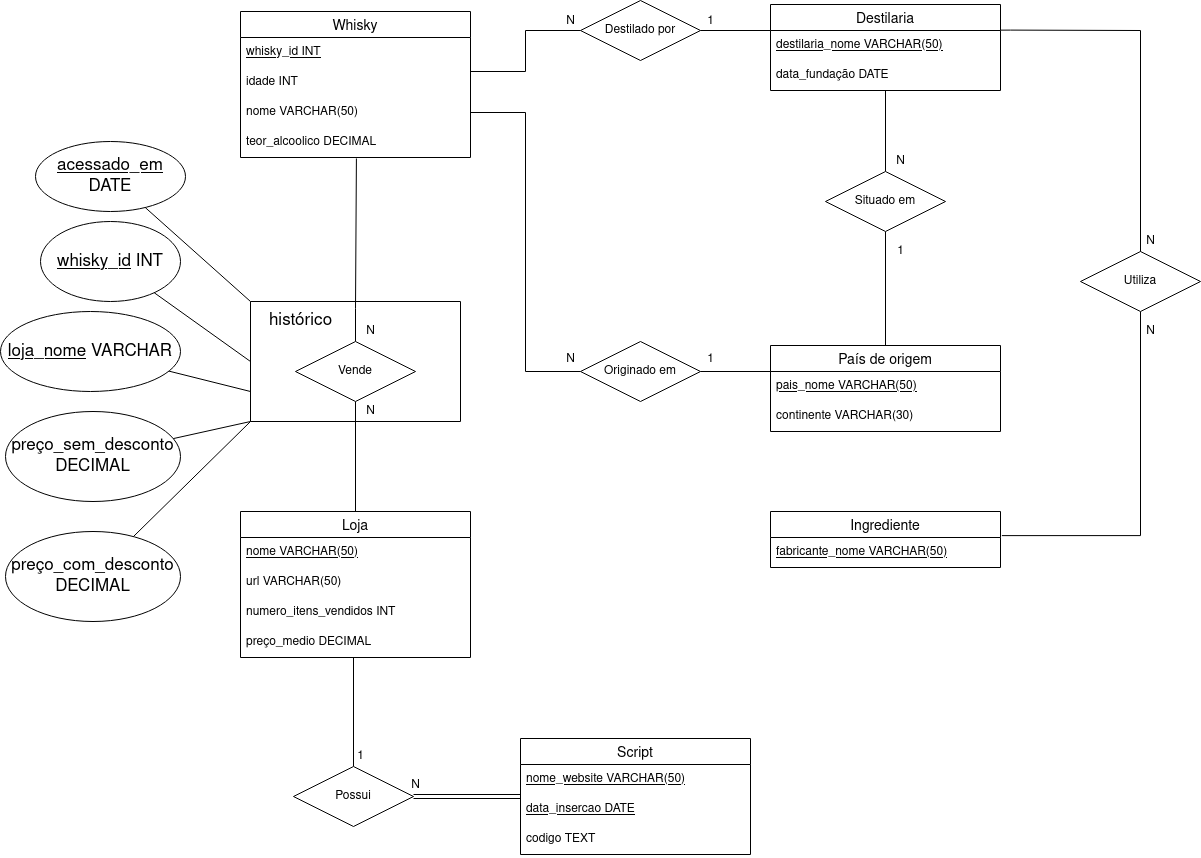 Whisky
whisky_id INT
idade INT
nome VARCHAR(50)
teor_alcoolico DECIMAL
N
Destilado por
1
Destilaria
destilaria_nome VARCHAR(50)
data_fundação DATE
N
Situado em
1
N
Utiliza
N
acessado_em
DATE
whisky_id INT
loja_nome VARCHAR
preço_sem_desconto
DECIMAL
preço_com_desconto
DECIMAL
histórico
N
Vende
N
N
Originado em
1
País de origem
pais_nome VARCHAR(50)
continente VARCHAR(30)
Ingrediente
fabricante_nome VARCHAR(50)
Loja
nome VARCHAR(50)
url VARCHAR(50)
numero_itens_vendidos INT
preço_medio DECIMAL
1
Possui
N
Script
nome_website VARCHAR(50)
data_insercao DATE
codigo TEXT